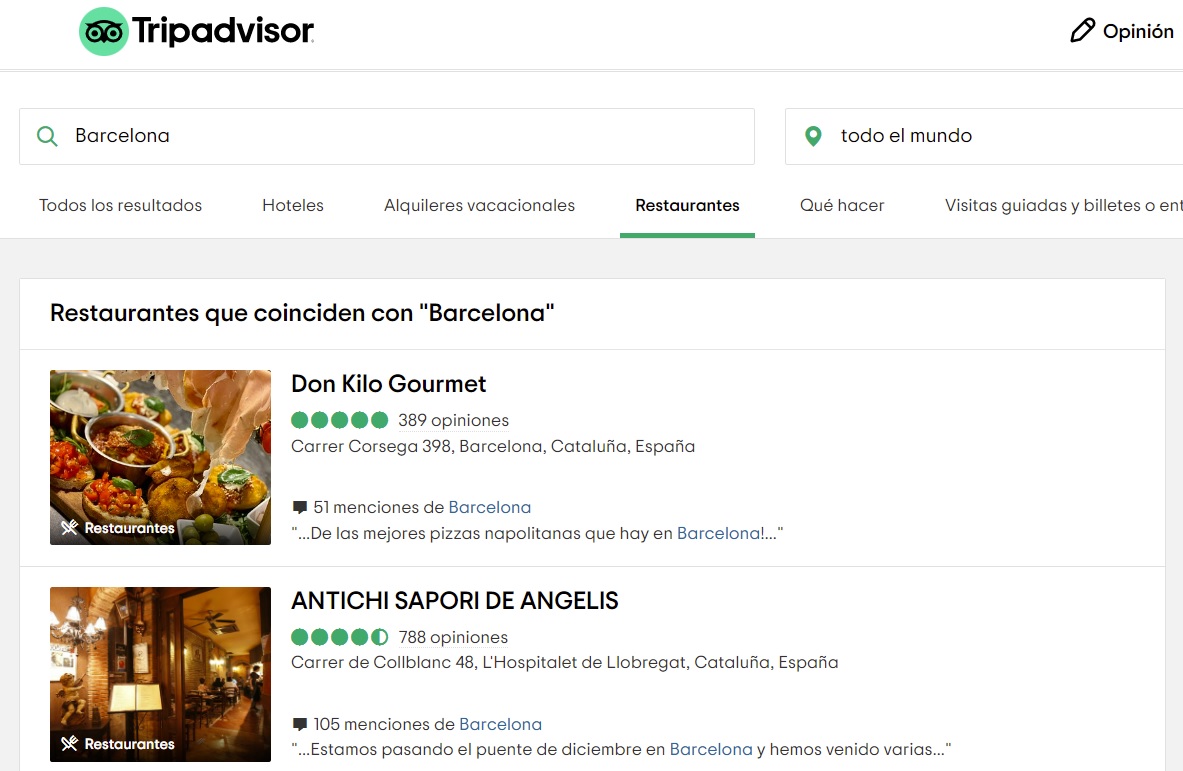 Tripadvisor
Opinión
Barcelona
todo el mundo
Todos los resultados
Hoteles
Alquileres vacacionales
Restaurantes
Qué hacer
Visitas guiadas y billetes o ent
Restaurantes que coinciden con "Barcelona"
Don Kilo Gourmet
389 opiniones
Carrer Corsega 398, Barcelona, Cataluña, España
51 menciones de Barcelona
"...De las mejores pizzas napolitanas que hay en Barcelona!..."
Restaurantes
ANTICHI SAPORI DE ANGELIS
788 opiniones
Carrer de Collblanc 48, L'Hospitalet de Llobregat, Cataluña, España
105 menciones de Barcelona
"...Estamos pasando el puente de diciembre en Barcelona y hemos venido varias..."
Restaurantes